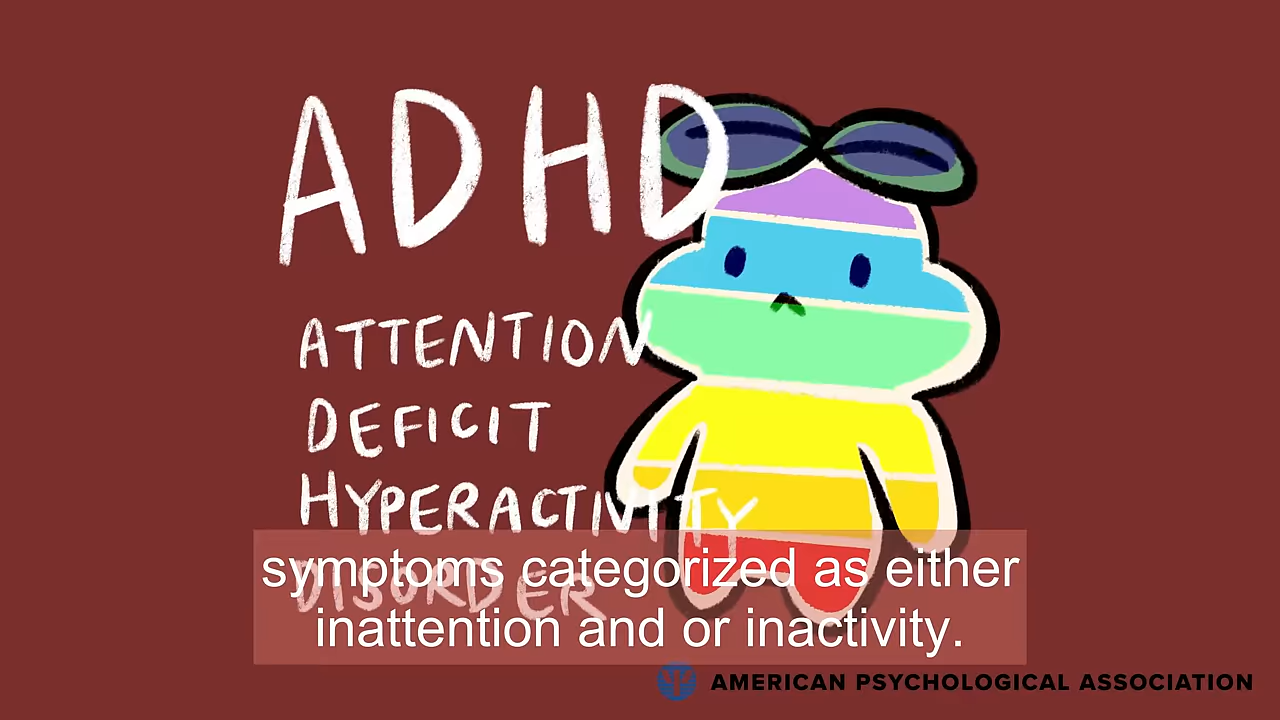 ADHD
ATTENTION
DEFICIT
HYPERACTIVITY
DISORDER
symptoms categorized as either
inattention and or inactivity.
AMERICAN PSYCHOLOGICAL ASSOCIATION